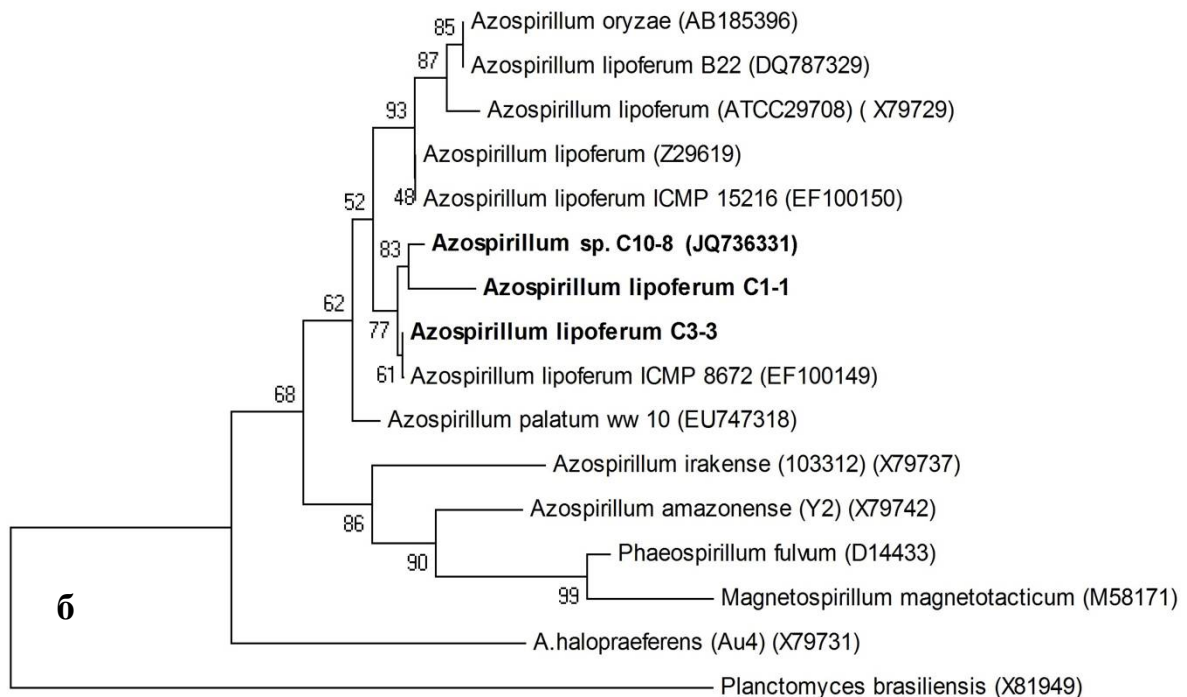 85
Azospirillum oryzae (AB185396)
87
Azospirillum lipoferum B22 (DQ787329)
Azospirillum lipoferum (ATCC29708) ( X79729)
93
Azospirillum lipoferum (Z29619)
48
Azospirillum lipoferum ICMP 15216 (EF100150)
52
Azospirillum sp. C10-8 (JQ736331)
83
Azospirillum lipoferum C1-1
62
77
Azospirillum lipoferum C3-3
61
Azospirillum lipoferum ICMP 8672 (EF100149)
68
Azospirillum palatum ww 10 (EU747318)
Azospirillum irakense (103312) (X79737)
86
Azospirillum amazonense (Y2) (X79742)
90
Phaeospirillum fulvum (D14433)
99
Magnetospirillum magnetotacticum (M58171)
б
A.halopraeferens (Au4) (X79731)
Planctomyces brasiliensis (X81949)